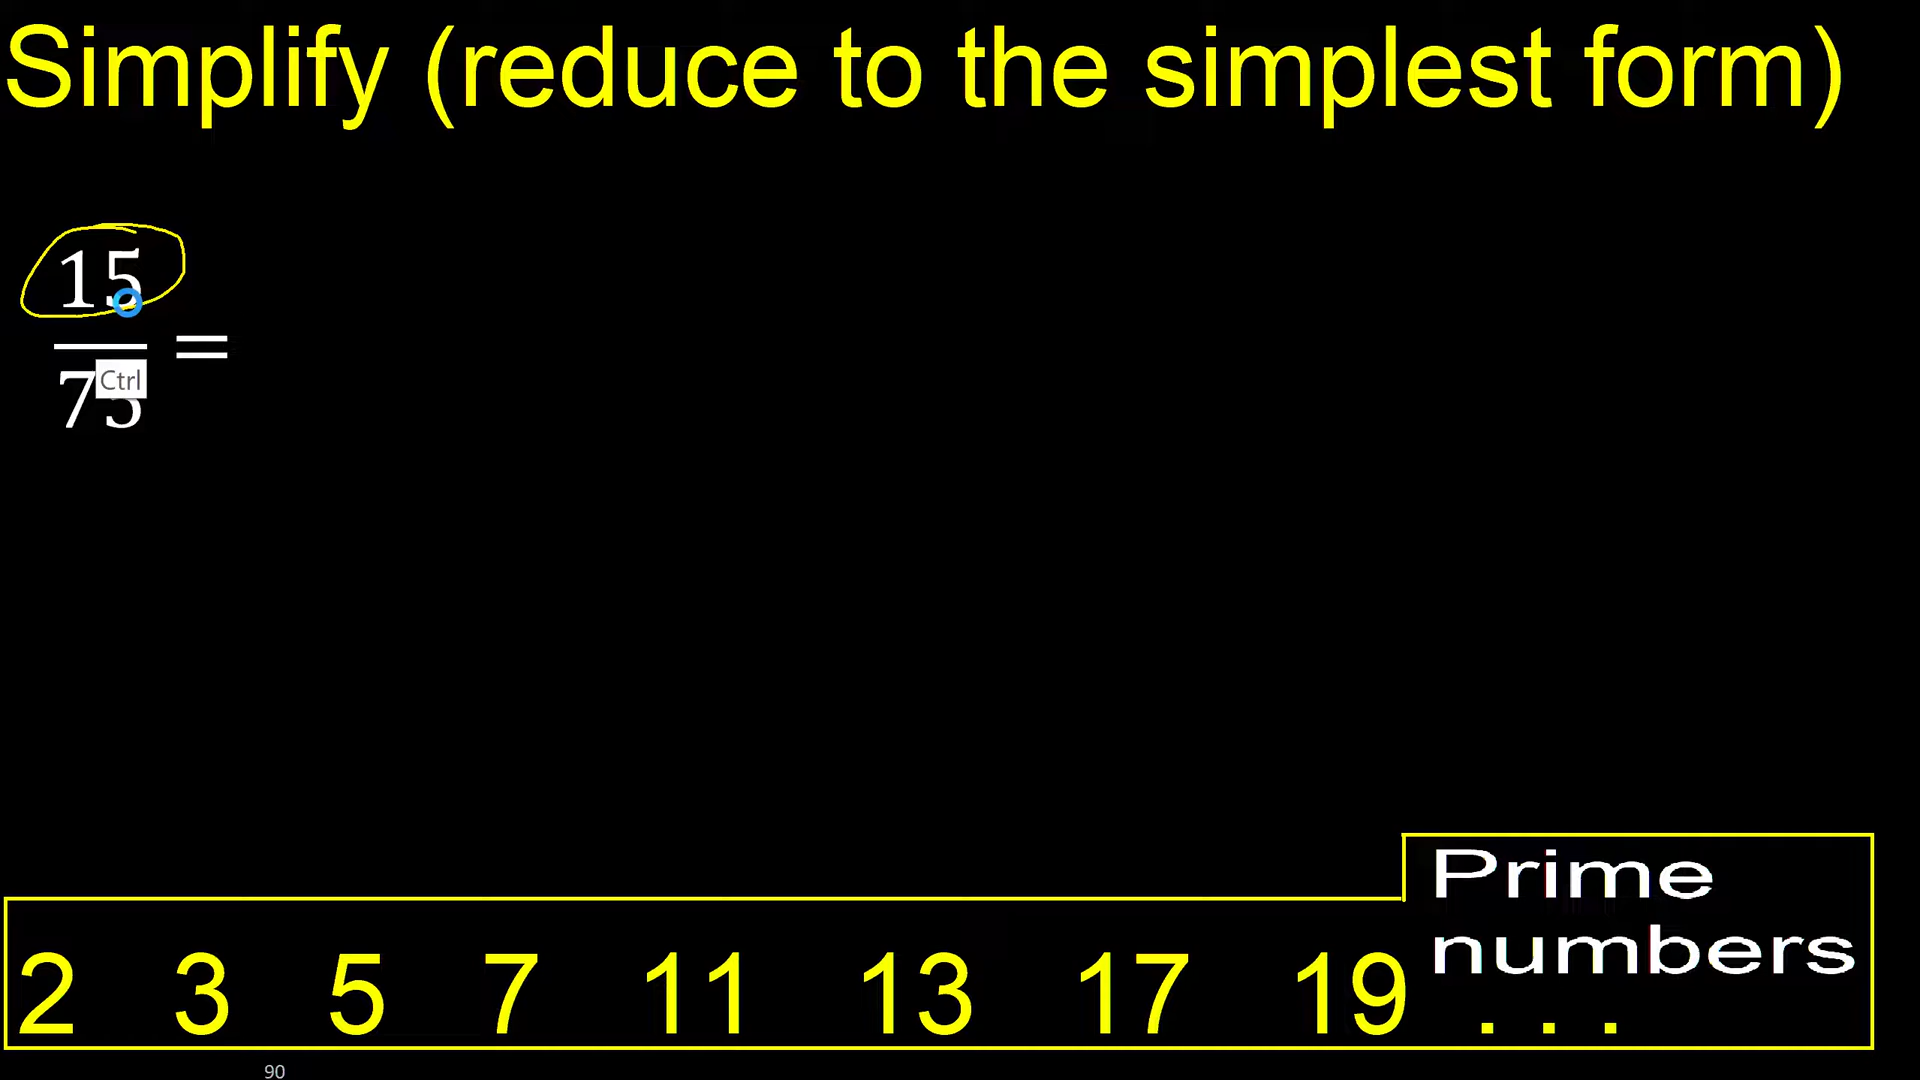 Simplify (reduce to the simplest form)
15
=
75
Ctrl
Prime
numbers
2 3 5 7 11 13 17 19 . . .
90